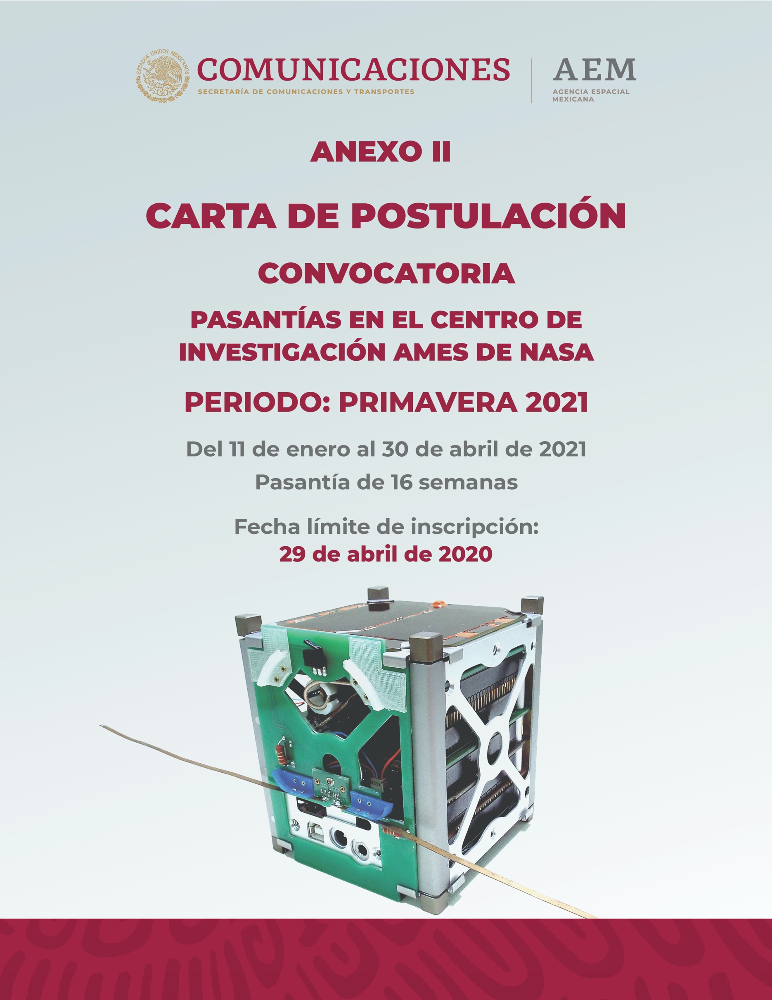 ESTADOS UNIDOS MEXICANOS
COMUNICACIONES
SECRETARÍA DE COMUNICACIONES Y TRANSPORTES
AEM
AGENCIA ESPACIAL
MEXICANA
ANEXO II
CARTA DE POSTULACIÓN
CONVOCATORIA
PASANTÍAS EN EL CENTRO DE
INVESTIGACIÓN AMES DE NASA
PERIODO: PRIMAVERA 2021
Del 11 de enero al 30 de abril de 2021
Pasantía de 16 semanas
Fecha límite de inscripción:
29 de abril de 2020